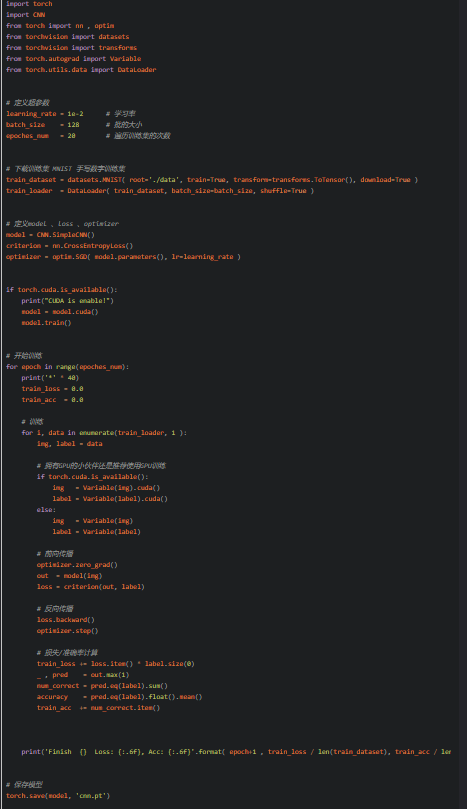 import torch
import CNN
from torch import nn , optim
from torchvision import datasets
from torchvision import transforms
from torch.autograd import Variable
from torch.utils.data import DataLoader
# 定义超参数
learning_rate = 1e-2 # 学习率
batch_size = 128 # 批的大小
epoches_num = 20 # 遍历训练集的次数
# 下载训练集 MNIST 手写数字训练集
train_dataset = datasets.MNIST( root='./data', train=True, transform=transforms.ToTensor(), download=True )
train_loader = DataLoader( train_dataset, batch_size=batch_size, shuffle=True )
# 定义model 、loss 、optimizer
model = CNN.SimpleCNN()
criterion = nn.CrossEntropyLoss()
optimizer = optim.SGD( model.parameters(), lr=learning_rate )
if torch.cuda.is_available():
    print("CUDA is enable!")
    model = model.cuda()
    model.train()
# 开始训练
for epoch in range(epoches_num):
    print('*' * 40)
    train_loss = 0.0
    train_acc = 0.0
    # 训练
    for i, data in enumerate(train_loader, 1 ):
        img, label = data
        # 拥有GPU的小伙伴还是推荐使用GPU训练
        if torch.cuda.is_available():
            img = Variable(img).cuda()
            label = Variable(label).cuda()
        else:
            img = Variable(img)
            label = Variable(label)
        # 前向传播
        optimizer.zero_grad()
        out = model(img)
        loss = criterion(out, label)
        # 反向传播
        loss.backward()
        optimizer.step()
        # 损失/准确率计算
        train_loss += loss.item() * label.size(0)
        _ , pred = out.max(1)
        num_correct = pred.eq(label).sum()
        accuracy = pred.eq(label).float().mean()
        train_acc += num_correct.item()
    print('Finish {} Loss: {:.6f}, Acc: {:.6f}'.format( epoch+1 , train_loss / len(train_dataset), train_acc / len
# 保存模型
torch.save(model, 'cnn.pt')